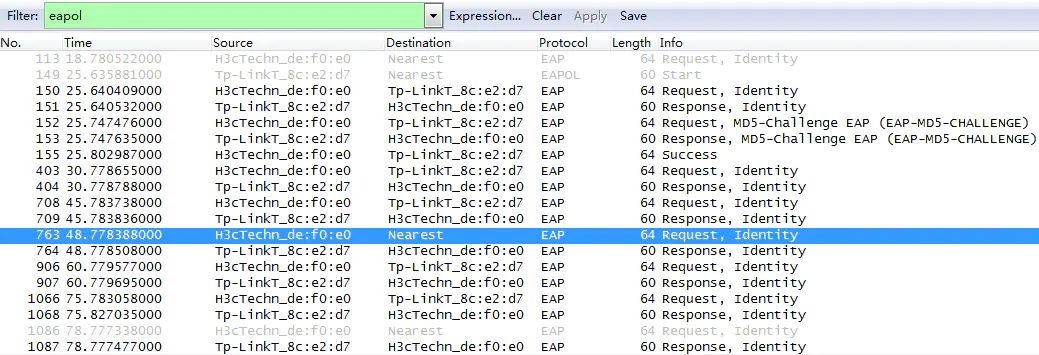 Filter: eapol Expression... Clear Apply Save
No. Time Source Destination Protocol Length Info
113 18.780522000 H3cTechn_de:f0:e0 Nearest EAP 64 Request, Identity
149 25.635881000 Tp-LinkT_8c:e2:d7 Nearest EAPOL 60 Start
150 25.640409000 H3cTechn_de:f0:e0 Tp-LinkT_8c:e2:d7 EAP 64 Request, Identity
151 25.640532000 Tp-LinkT_8c:e2:d7 H3cTechn_de:f0:e0 EAP 60 Response, Identity
152 25.747476000 H3cTechn_de:f0:e0 Tp-LinkT_8c:e2:d7 EAP 64 Request, MD5-Challenge EAP (EAP-MD5-CHALLENGE)
153 25.747635000 Tp-LinkT_8c:e2:d7 H3cTechn_de:f0:e0 EAP 60 Response, MD5-Challenge EAP (EAP-MD5-CHALLENGE)
155 25.802987000 H3cTechn_de:f0:e0 Tp-LinkT_8c:e2:d7 EAP 64 Success
403 30.778655000 H3cTechn_de:f0:e0 Tp-LinkT_8c:e2:d7 EAP 64 Request, Identity
404 30.778788000 Tp-LinkT_8c:e2:d7 H3cTechn_de:f0:e0 EAP 60 Response, Identity
708 45.783738000 H3cTechn_de:f0:e0 Tp-LinkT_8c:e2:d7 EAP 64 Request, Identity
709 45.783836000 Tp-LinkT_8c:e2:d7 H3cTechn_de:f0:e0 EAP 60 Response, Identity
763 48.778388000 H3cTechn_de:f0:e0 Nearest EAP 64 Request, Identity
764 48.778508000 Tp-LinkT_8c:e2:d7 H3cTechn_de:f0:e0 EAP 60 Response, Identity
906 60.779577000 H3cTechn_de:f0:e0 Tp-LinkT_8c:e2:d7 EAP 64 Request, Identity
907 60.779695000 Tp-LinkT_8c:e2:d7 H3cTechn_de:f0:e0 EAP 60 Response, Identity
1066 75.783058000 H3cTechn_de:f0:e0 Tp-LinkT_8c:e2:d7 EAP 64 Request, Identity
1068 75.827035000 Tp-LinkT_8c:e2:d7 H3cTechn_de:f0:e0 EAP 60 Response, Identity
1086 78.777338000 H3cTechn_de:f0:e0 Nearest EAP 64 Request, Identity
1087 78.777477000 Tp-LinkT_8c:e2:d7 H3cTechn_de:f0:e0 EAP 60 Response, Identity